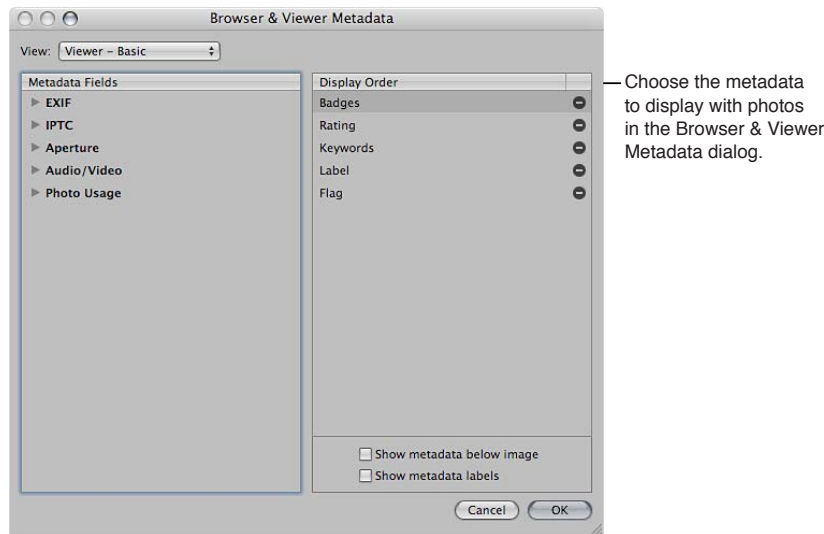 Browser & Viewer Metadata
View: Viewer – Basic
Metadata Fields
EXIF
IPTC
Aperture
Audio/Video
Photo Usage
Display Order
Badges
Rating
Keywords
Label
Flag
Show metadata below image
Show metadata labels
Cancel OK
Choose the metadata
to display with photos
in the Browser & Viewer
Metadata dialog.